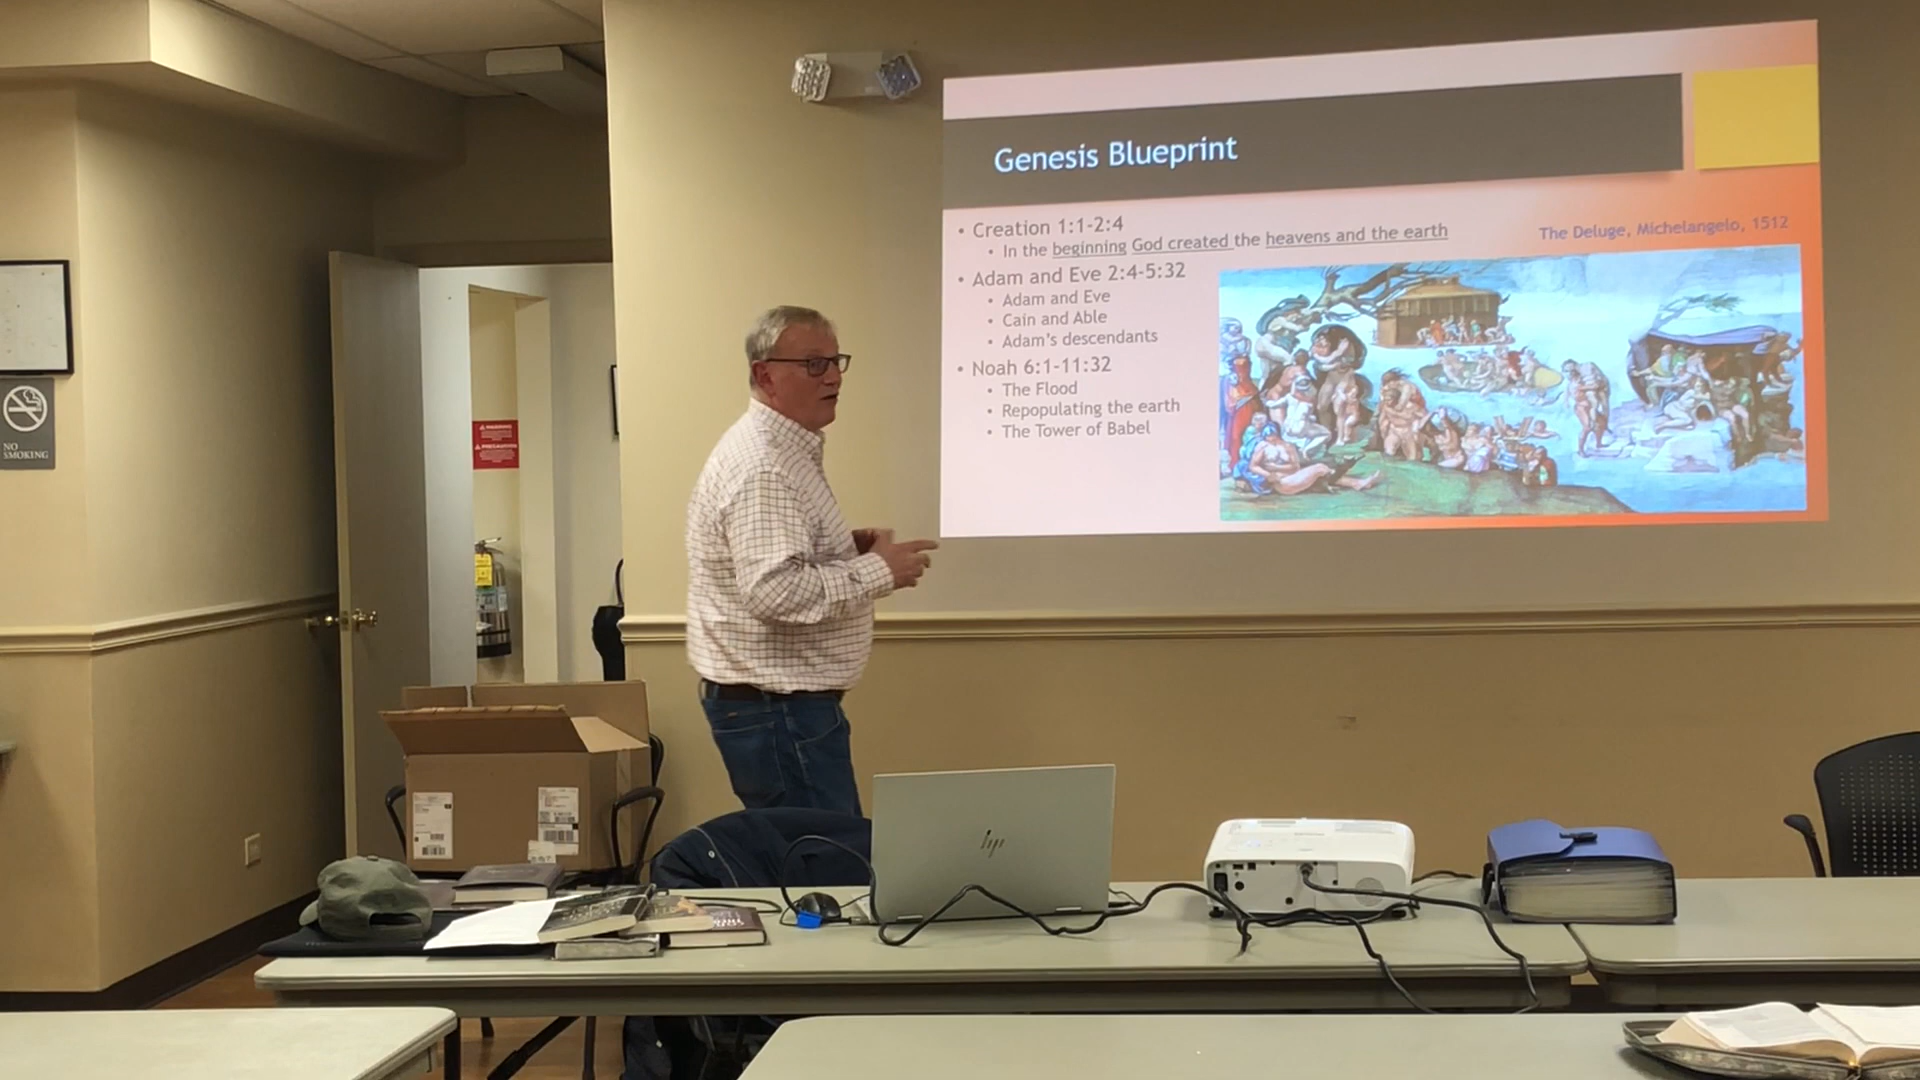 Genesis Blueprint
• Creation 1:1-2:4
• In the beginning God created the heavens and the earth
The Deluge, Michelangelo, 1512
• Adam and Eve 2:4-5:32
• Adam and Eve
• Cain and Able
• Adam's descendants
• Noah 6:1-11:32
• The Flood
• Repopulating the earth
• The Tower of Babel
NO
SMOKING
WARNING
PRECAUTION
hp